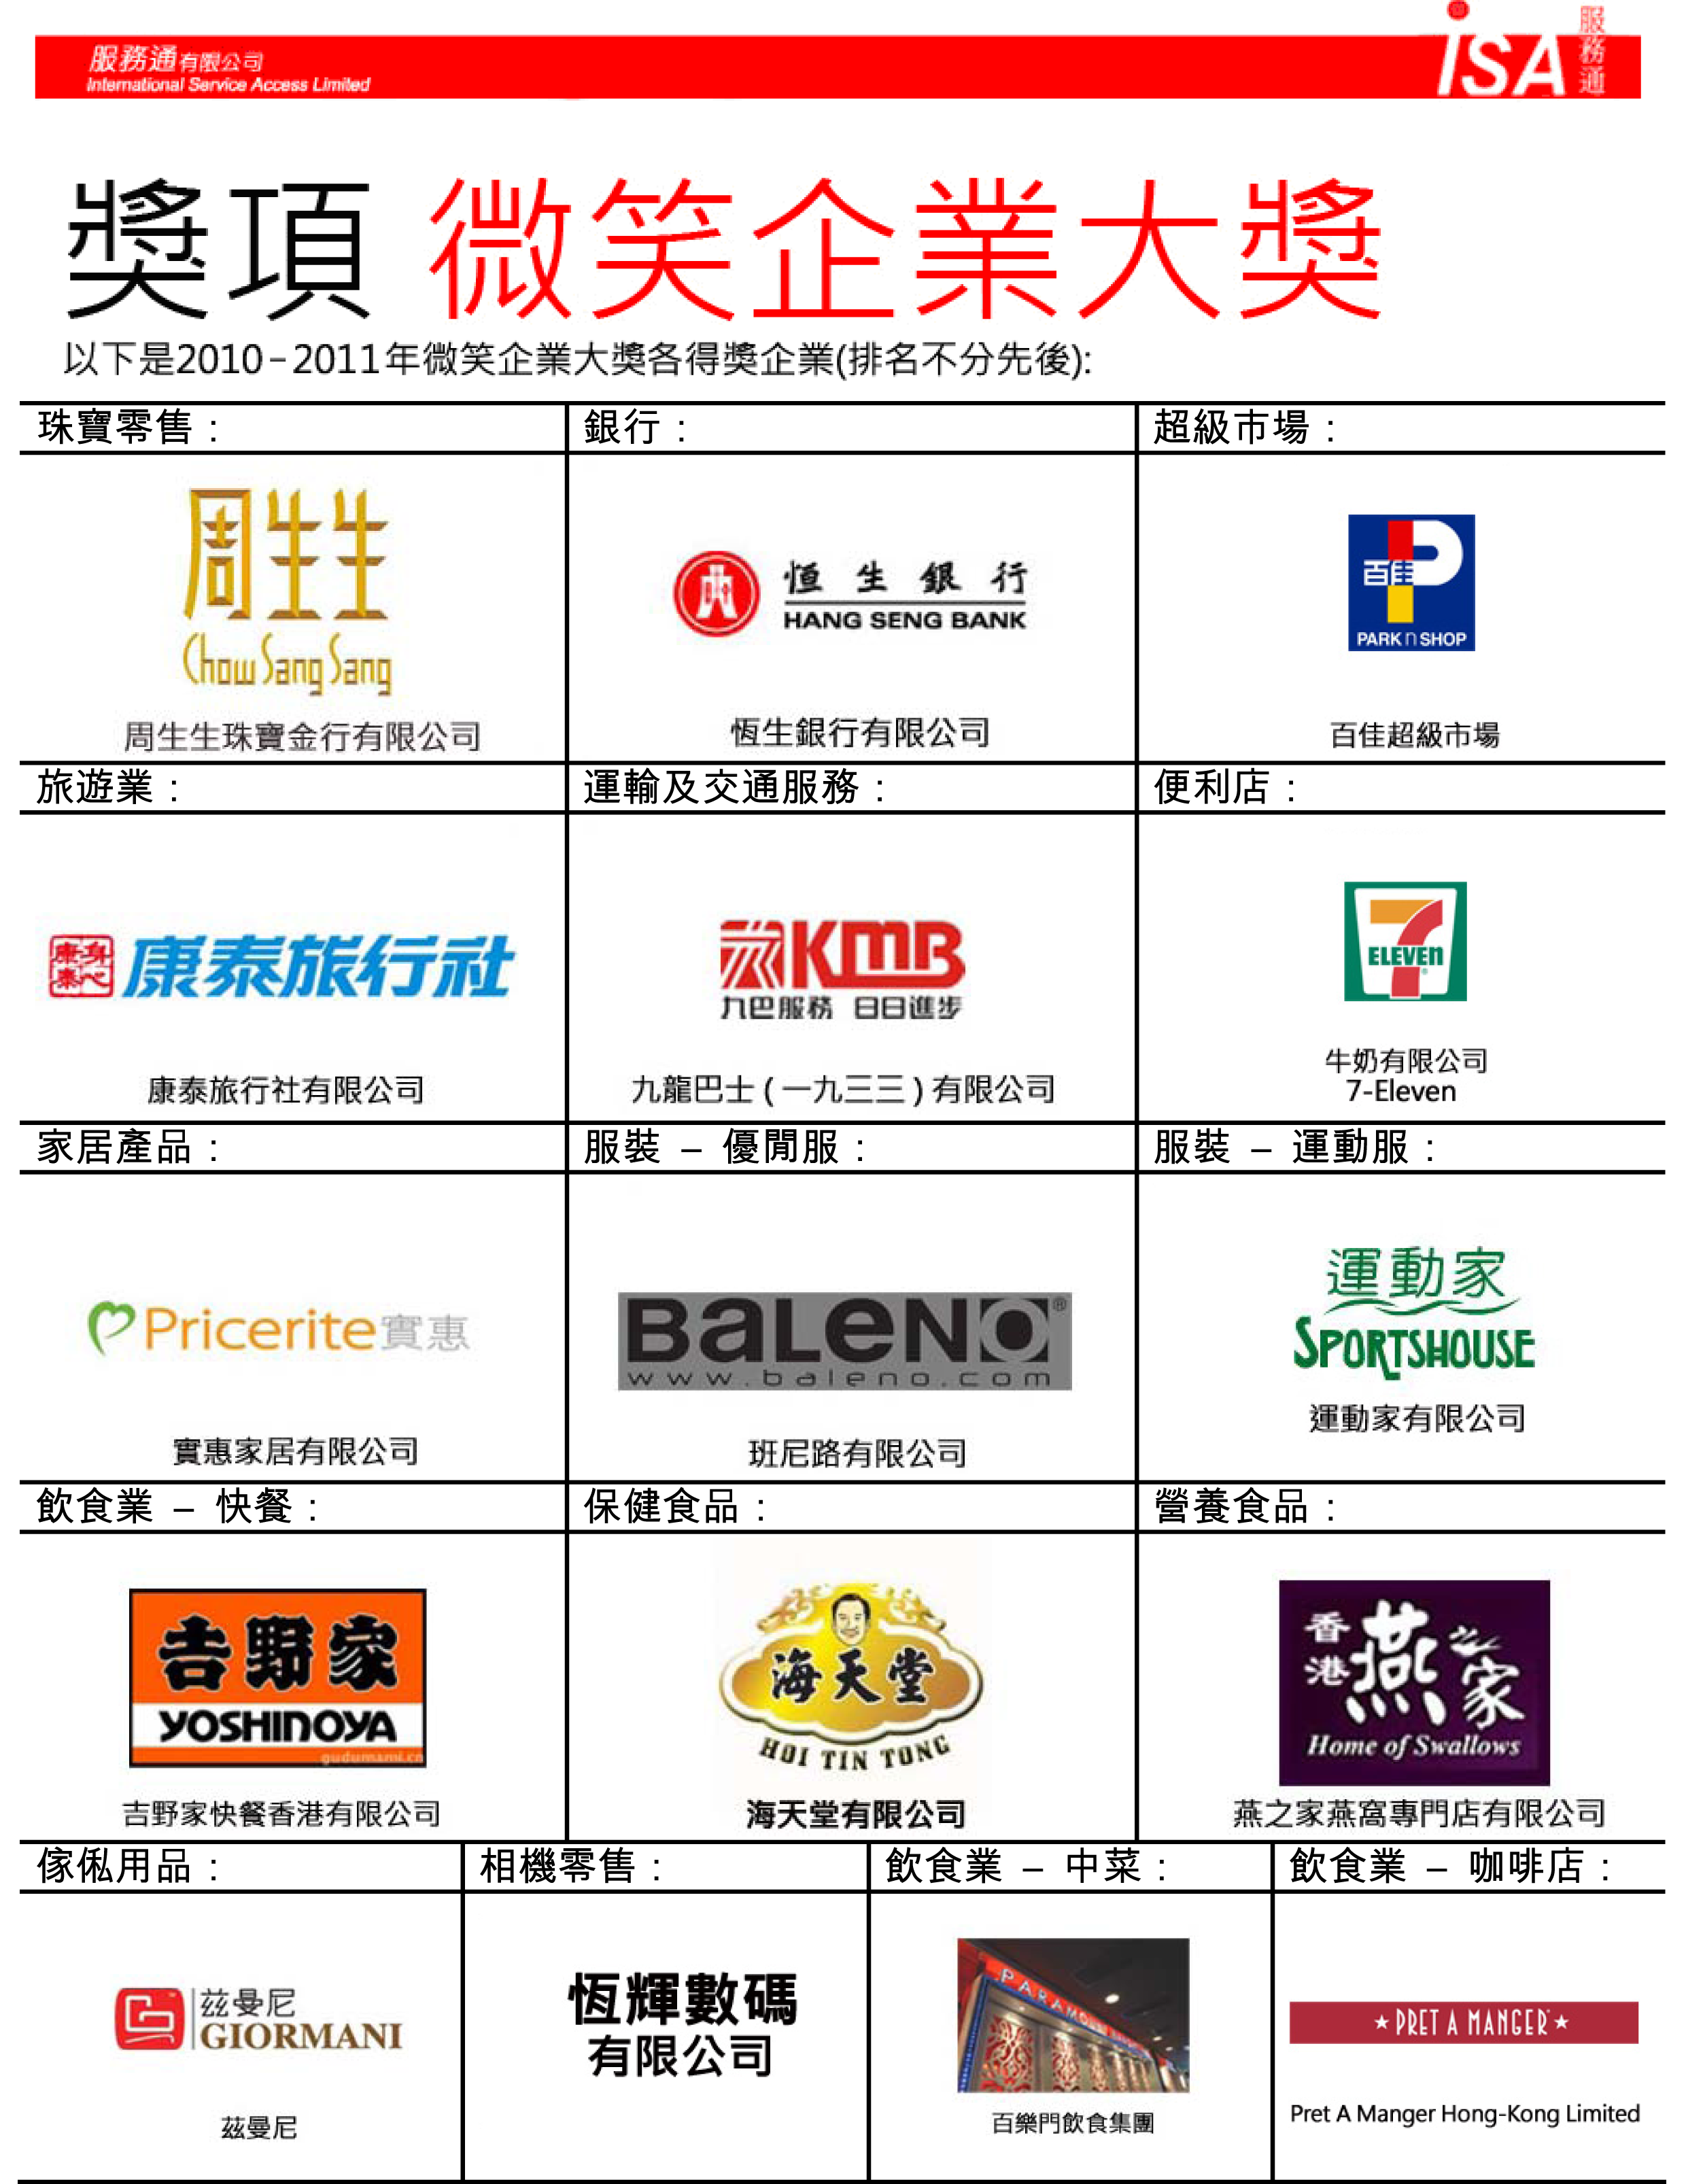 服務通有限公司
International Service Access Limited
iSA 服務通
獎項 微笑企業大獎
以下是2010-2011年微笑企業大獎各得獎企業(排名不分先後):
珠寶零售：
銀行：
超級市場：
周生生
Chow Sang Sang
周生生珠寶金行有限公司
恒生銀行
HANG SENG BANK
恆生銀行有限公司
百佳
PARKnSHOP
百佳超級市場
旅遊業：
運輸及交通服務：
便利店：
身心康泰
康泰旅行社
康泰旅行社有限公司
KMB
九巴服務 日日進步
九龍巴士(一九三三)有限公司
7
ELEVEn
牛奶有限公司
7-Eleven
家居產品：
服裝 – 優閒服：
服裝 – 運動服：
Pricerite實惠
實惠家居有限公司
BaLeNO®
www.baleno.com
班尼路有限公司
運動家
SPORTSHOUSE
運動家有限公司
飲食業 – 快餐：
保健食品：
營養食品：
吉野家
YOSHINOYA
gudumami.cn
吉野家快餐香港有限公司
海天堂
HOI TIN TONG
海天堂有限公司
香港燕之家
Home of Swallows
燕之家燕窩專門店有限公司
傢俬用品：
相機零售：
飲食業 – 中菜：
飲食業 – 咖啡店：
茲曼尼
GIORMANI
茲曼尼
恆輝數碼
有限公司
PARAMOUNT
百樂門飲食集團
★ PRET A MANGER ★
Pret A Manger Hong-Kong Limited